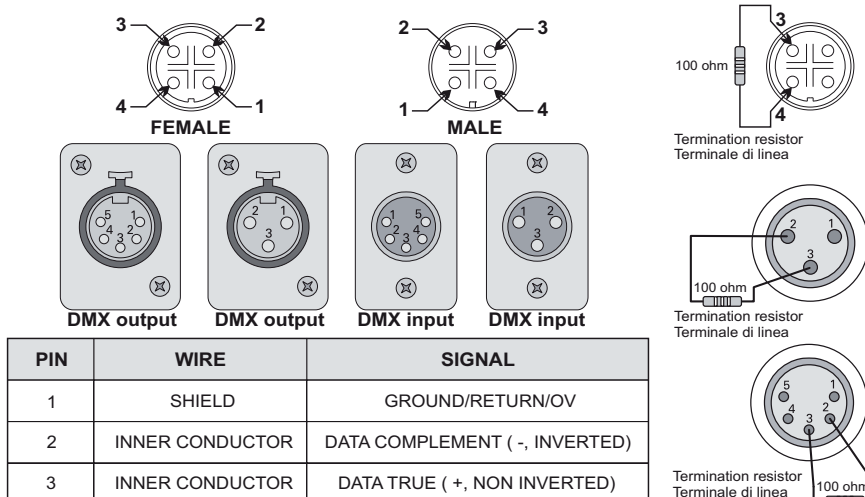 3 2
4 1
FEMALE
2 3
1 4
MALE
3
100 ohm
4
Termination resistor
Terminale di linea
5 1
4 2
3
DMX output
2 1
3
DMX output
1 5
2 4
3
DMX input
1 2
3
DMX input
2 1
3
100 ohm
Termination resistor
Terminale di linea
PIN WIRE SIGNAL
1 SHIELD GROUND/RETURN/OV
2 INNER CONDUCTOR DATA COMPLEMENT ( -, INVERTED)
3 INNER CONDUCTOR DATA TRUE ( +, NON INVERTED)
5 1
4 2
3
Termination resistor
Terminale di linea
100 ohm